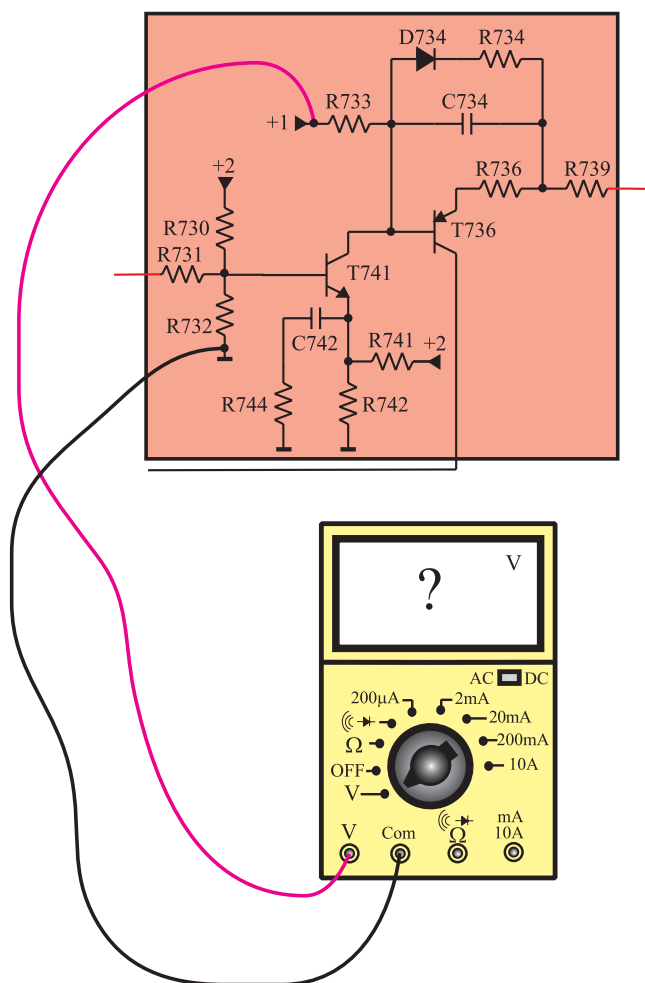 D734
R734
R733
C734
+1
+2
R736
R739
R730
T736
R731
T741
R732
C742
R741
+2
R744
R742
?
V
AC DC
200µA
2mA
20mA
Ω
200mA
OFF
10A
V
V
Com
Ω
mA
10A